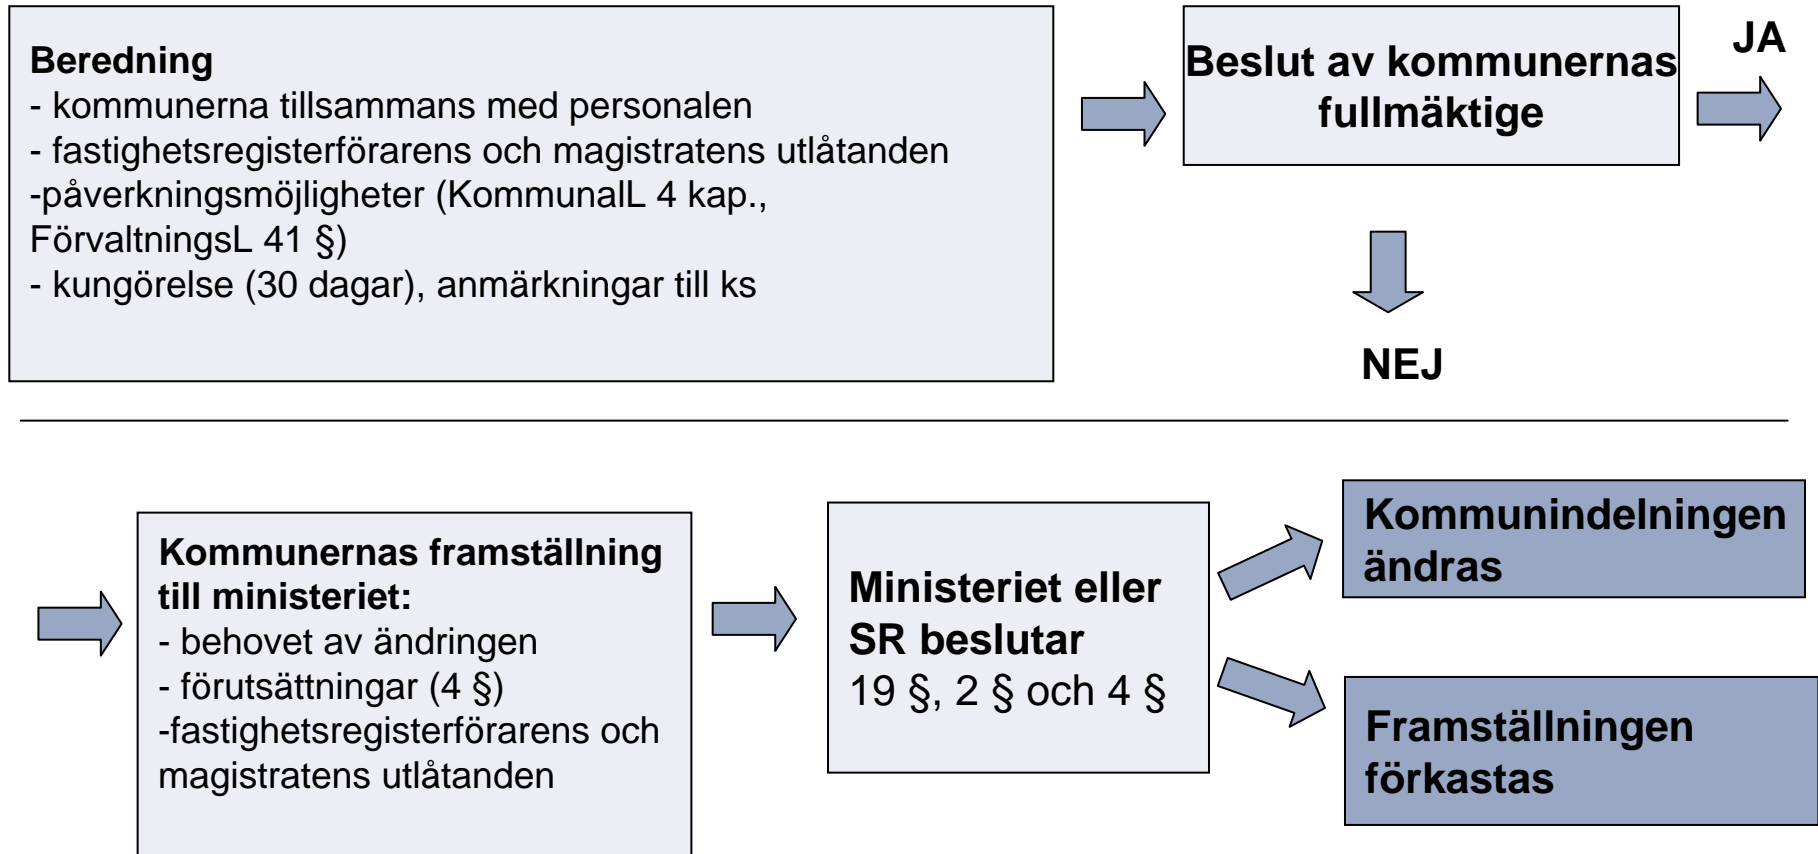 Beredning
- kommunerna tillsammans med personalen
- fastighetsregisterförarens och magistratens utlåtanden
-påverkningsmöjligheter (KommunalL 4 kap.,
FörvaltningsL 41 §)
- kungörelse (30 dagar), anmärkningar till ks
Beslut av kommunernas
fullmäktige
JA
NEJ
Kommunernas framställning
till ministeriet:
- behovet av ändringen
- förutsättningar (4 §)
-fastighetsregisterförarens och
magistratens utlåtanden
Ministeriet eller
SR beslutar
19 §, 2 § och 4 §
Kommunindelningen
ändras
Framställningen
förkastas